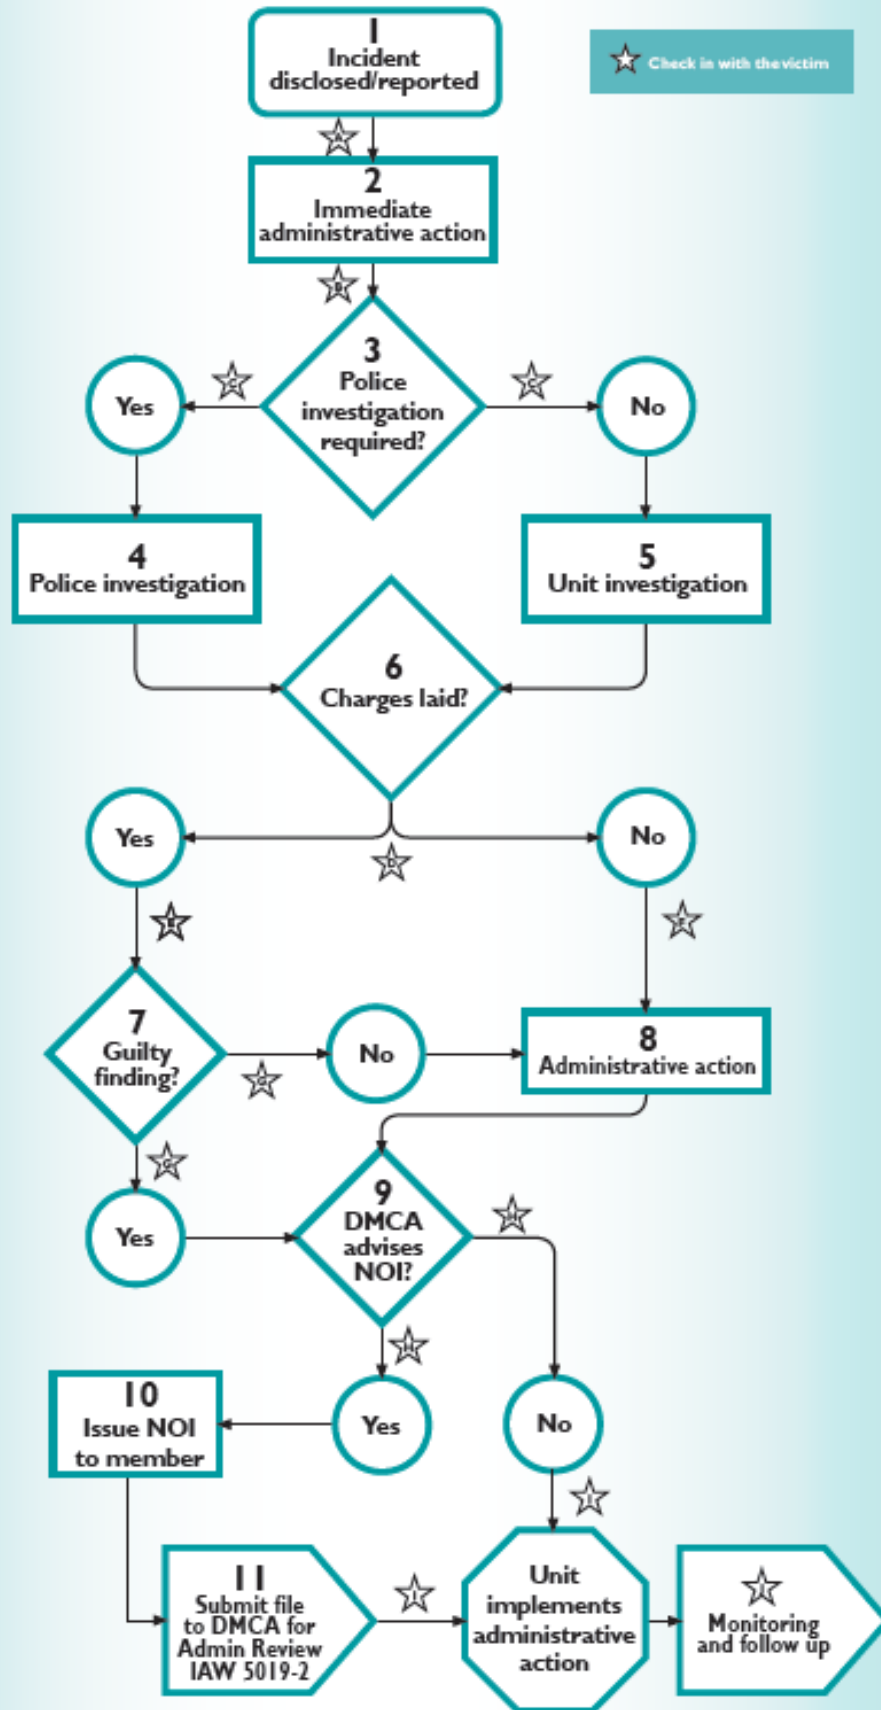 1
Incident
disclosed/reported
Check in with the victim
A
2
Immediate
administrative action
B
3
Police
investigation
required?
C
C
Yes
No
4
Police investigation
5
Unit investigation
6
Charges laid?
Yes
No
D
E
F
7
Guilty
finding?
G
No
8
Administrative action
G
Yes
9
DMCA
advises
NOI?
H
H
10
Issue NOI
to member
Yes
No
I
11
Submit file
to DMCA for
Admin Review
IAW 5019-2
I
Unit
implements
administrative
action
J
Monitoring
and follow up